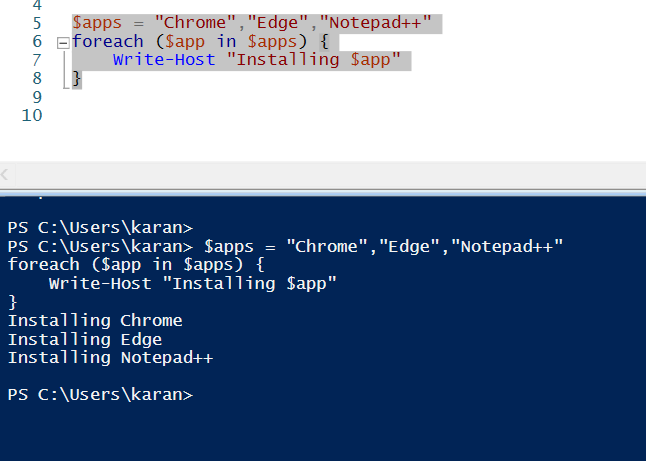 4
5 $apps = "Chrome","Edge","Notepad++"
6 foreach ($app in $apps) {
7     Write-Host "Installing $app"
8 }
9
10
PS C:\Users\karan>
PS C:\Users\karan> $apps = "Chrome","Edge","Notepad++"
foreach ($app in $apps) {
    Write-Host "Installing $app"
}
Installing Chrome
Installing Edge
Installing Notepad++
PS C:\Users\karan>